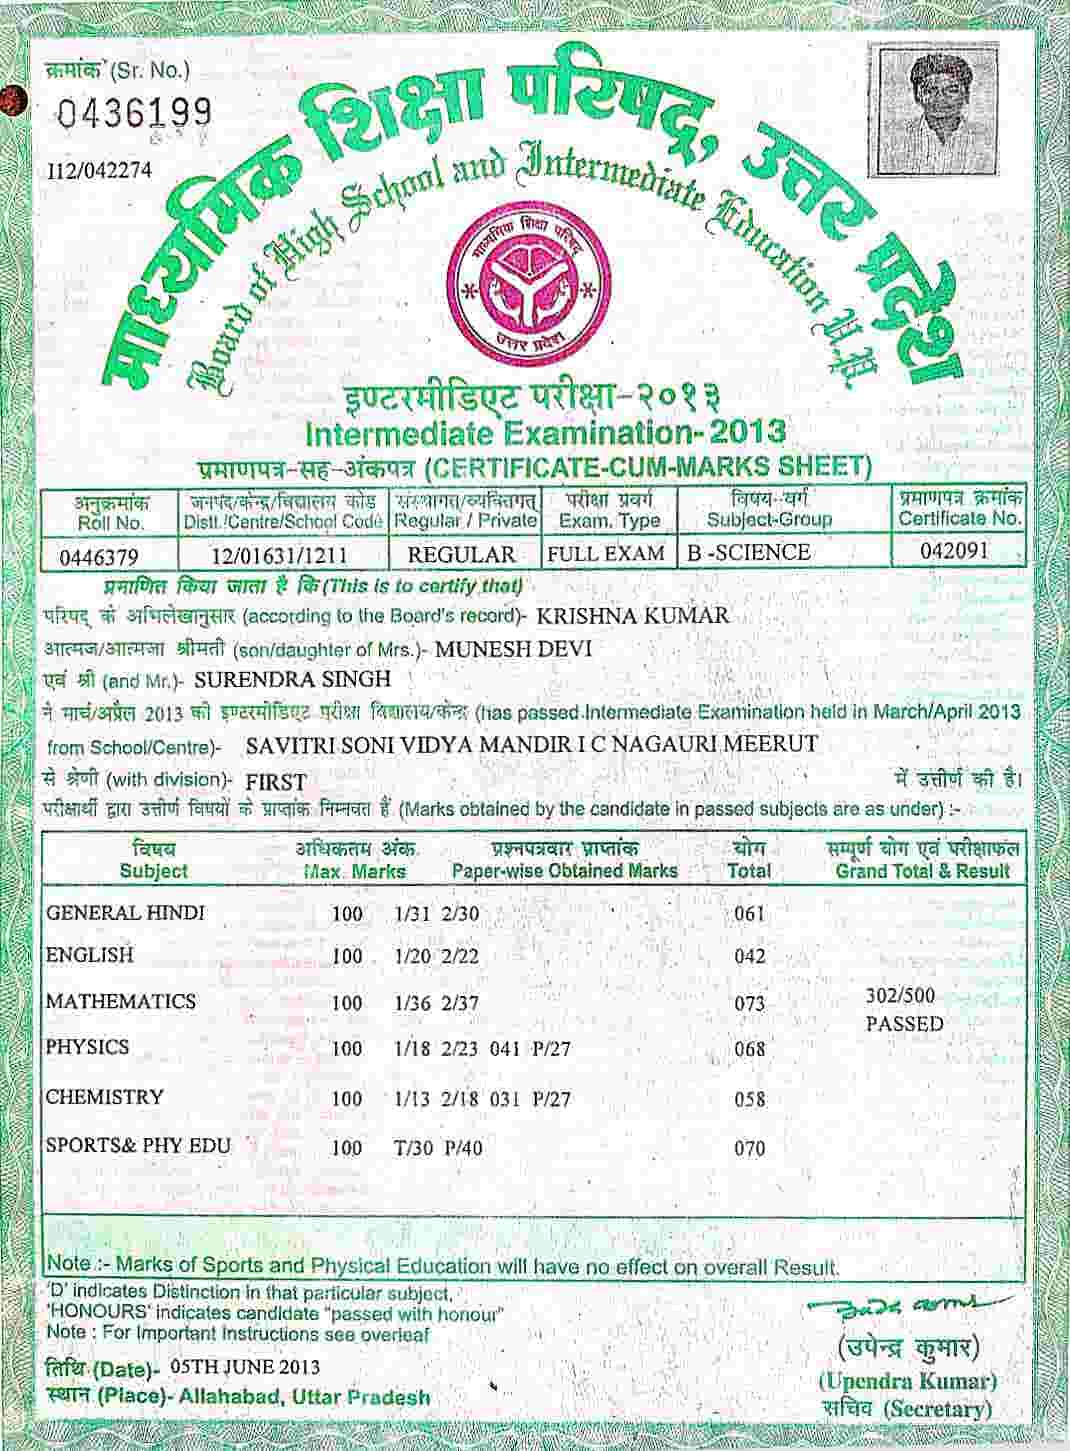 क्रमांक (Sr. No.)
0436199
I12/042274
माध्यमिक शिक्षा परिषद्, उत्तर प्रदेश
Board of High School and Intermediate Education U.P.
माध्यमिक शिक्षा परिषद
उत्तर प्रदेश
इण्टरमीडिएट परीक्षा-२०१३
Intermediate Examination-2013
प्रमाणपत्र-सह-अंकपत्र (CERTIFICATE-CUM-MARKS SHEET)
अनुक्रमांक जनपद/केन्द्र/विद्यालय कोड संस्थागत/व्यक्तिगत् परीक्षा प्रवर्ग विषय-वर्ग प्रमाणपत्र क्रमांक
Roll No. Distt./Centre/School Code Regular / Private Exam. Type Subject-Group Certificate No.
0446379 12/01631/1211 REGULAR FULL EXAM B -SCIENCE 042091
प्रमाणित किया जाता है कि (This is to certify that)
परिषद् के अभिलेखानुसार (according to the Board's record)- KRISHNA KUMAR
आत्मज/आत्मजा श्रीमती (son/daughter of Mrs.)- MUNESH DEVI
एवं श्री (and Mr.)- SURENDRA SINGH
ने मार्च/अप्रैल 2013 की इण्टरमीडिएट परीक्षा विद्यालय/केन्द्र (has passed Intermediate Examination held in March/April 2013
from School/Centre)- SAVITRI SONI VIDYA MANDIR I C NAGAURI MEERUT
से श्रेणी (with division)- FIRST में उत्तीर्ण की है।
परीक्षार्थी द्वारा उत्तीर्ण विषयों के प्राप्तांक निम्नवत हैं (Marks obtained by the candidate in passed subjects are as under) :-
विषय अधिकतम अंक. प्रश्नपत्रवार प्राप्तांक योग सम्पूर्ण योग एवं परीक्षाफल
Subject Max. Marks Paper-wise Obtained Marks Total Grand Total & Result
GENERAL HINDI 100 1/31 2/30 061
ENGLISH 100 1/20 2/22 042
MATHEMATICS 100 1/36 2/37 073 302/500
PASSED
PHYSICS 100 1/18 2/23 041 P/27 068
CHEMISTRY 100 1/13 2/18 031 P/27 058
SPORTS& PHY EDU 100 T/30 P/40 070
Note :- Marks of Sports and Physical Education will have no effect on overall Result.
'D' indicates Distinction in that particular subject,
'HONOURS' indicates candidate "passed with honour"
Note : For Important Instructions see overleaf
तिथि (Date)- 05TH JUNE 2013
स्थान (Place)- Allahabad, Uttar Pradesh
(उपेन्द्र कुमार)
(Upendra Kumar)
सचिव (Secretary)